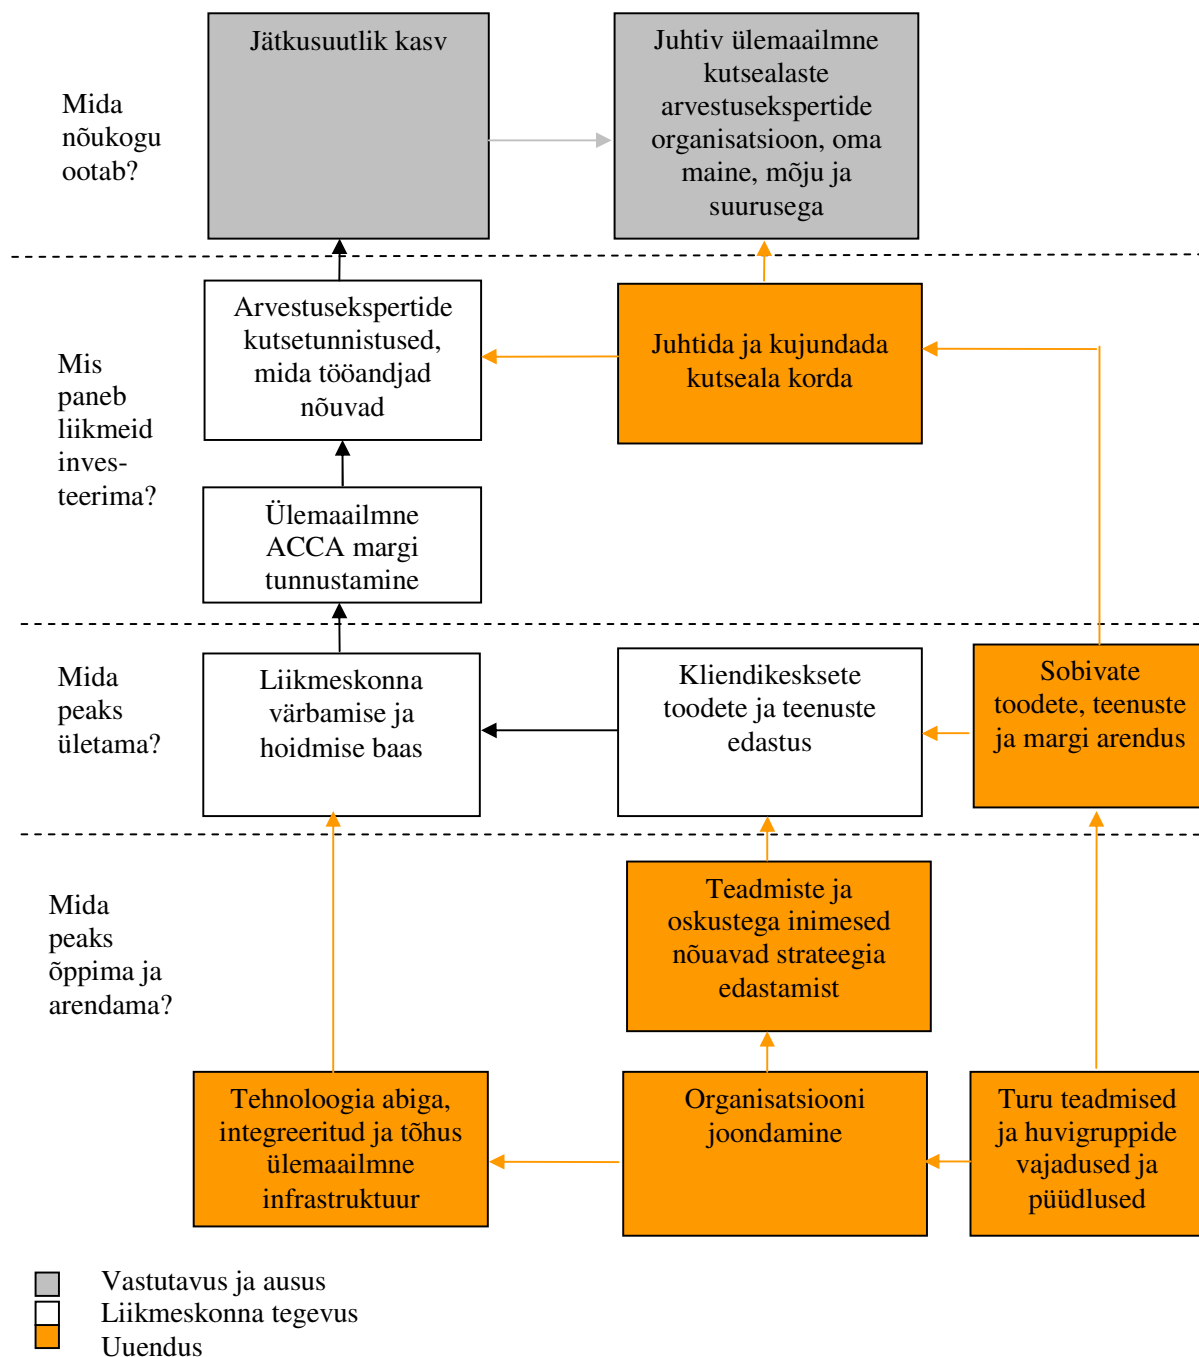 Jätkusuutlik kasv
Juhtiv ülemaailmne
kutsealaste
arvestusekspertide
organisatsioon, oma
maine, mõju ja
suurusega
Mida
nõukogu
ootab?
Arvestusekspertide
kutsetunnistused,
mida tööandjad
nõuvad
Juhtida ja kujundada
kutseala korda
Mis
paneb
liikmeid
inves-
teerima?
Ülemaailmne
ACCA margi
tunnustamine
Mida
peaks
ületama?
Liikmeskonna
värbamise ja
hoidmise baas
Kliendikesksete
toodete ja teenuste
edastus
Sobivate
toodete, teenuste
ja margi arendus
Mida
peaks
õppima ja
arendama?
Teadmiste ja
oskustega inimesed
nõuavad strateegia
edastamist
Tehnoloogia abiga,
integreeritud ja tõhus
ülemaailmne
infrastruktuur
Organisatsiooni
joondamine
Turu teadmised
ja huvigruppide
vajadused ja
püüdlused
Vastutavus ja ausus
Liikmeskonna tegevus
Uuendus